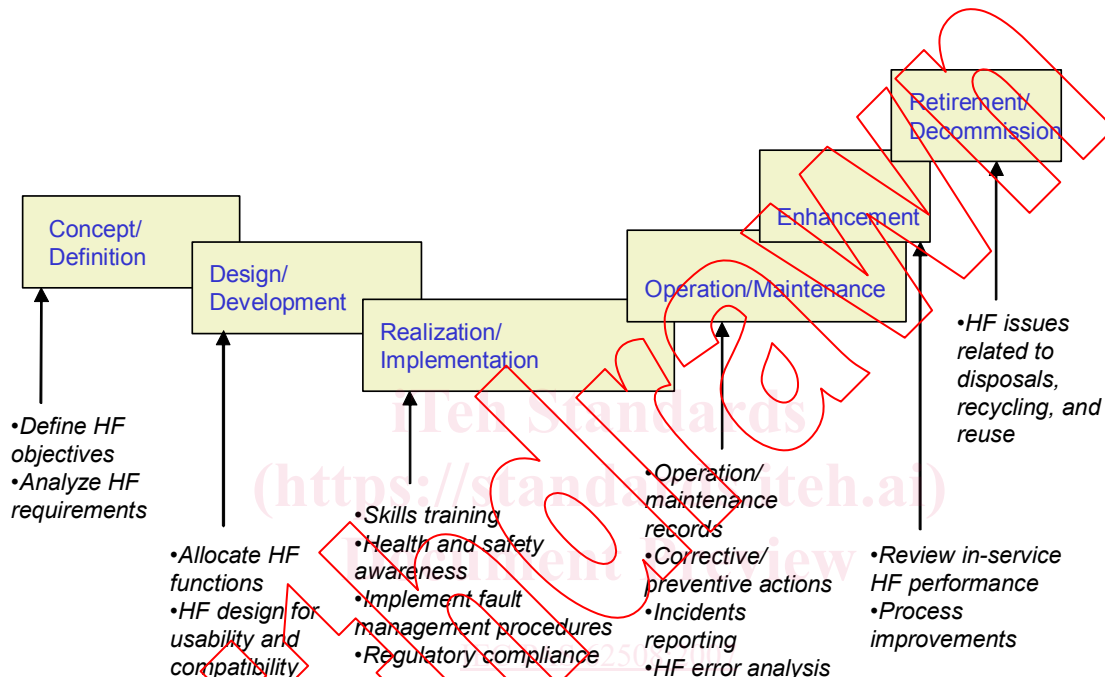 Retirement/
Decommission
Enhancement
Concept/
Definition
Design/
Development
Operation/Maintenance
Realization/
Implementation
•HF issues
related to
disposals,
recycling, and
reuse
•Define HF
objectives
•Analyze HF
requirements
•Allocate HF
functions
•HF design for
usability and
compatibility
•Skills training
•Health and safety
awareness
•Implement fault
management procedures
•Regulatory compliance
•Operation/
maintenance
records
•Corrective/
preventive actions
•Incidents
reporting
•HF error analysis
•Review in-service
HF performance
•Process
improvements
iTeh Standards
(https://standards.iteh.ai)
Document Preview